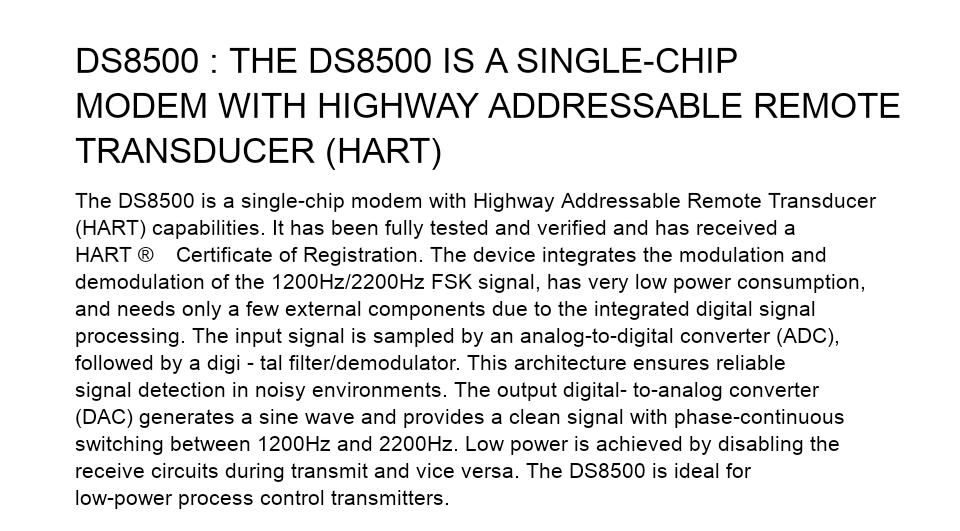 DS8500 : THE DS8500 IS A SINGLE-CHIP
MODEM WITH HIGHWAY ADDRESSABLE REMOTE
TRANSDUCER (HART)
The DS8500 is a single-chip modem with Highway Addressable Remote Transducer
(HART) capabilities. It has been fully tested and verified and has received a
HART ®    Certificate of Registration. The device integrates the modulation and
demodulation of the 1200Hz/2200Hz FSK signal, has very low power consumption,
and needs only a few external components due to the integrated digital signal
processing. The input signal is sampled by an analog-to-digital converter (ADC),
followed by a digi - tal filter/demodulator. This architecture ensures reliable
signal detection in noisy environments. The output digital- to-analog converter
(DAC) generates a sine wave and provides a clean signal with phase-continuous
switching between 1200Hz and 2200Hz. Low power is achieved by disabling the
receive circuits during transmit and vice versa. The DS8500 is ideal for
low-power process control transmitters.